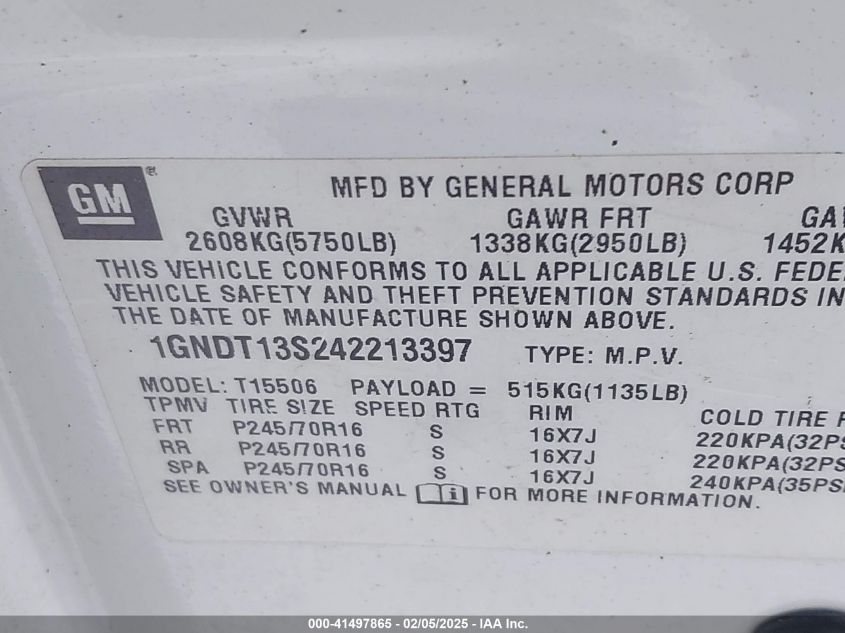 GM ®
MFD BY GENERAL MOTORS CORP
GVWR GAWR FRT
2608KG(5750LB) 1338KG(2950LB) 1452K
THIS VEHICLE CONFORMS TO ALL APPLICABLE U.S. FEDE
VEHICLE SAFETY AND THEFT PREVENTION STANDARDS IN
THE DATE OF MANUFACTURE SHOWN ABOVE.
1GNDT13S242213397 TYPE: M.P.V.
MODEL: T15506 PAYLOAD = 515KG(1135LB)
TPMV TIRE SIZE SPEED RTG RIM COLD TIRE
FRT P245/70R16 S 16X7J 220KPA(32PS
RR P245/70R16 S 16X7J 220KPA(32PS
SPA P245/70R16 S 16X7J 240KPA(35PS
SEE OWNER'S MANUAL i FOR MORE INFORMATION.
000-41497865 - 02/05/2025 - IAA Inc.